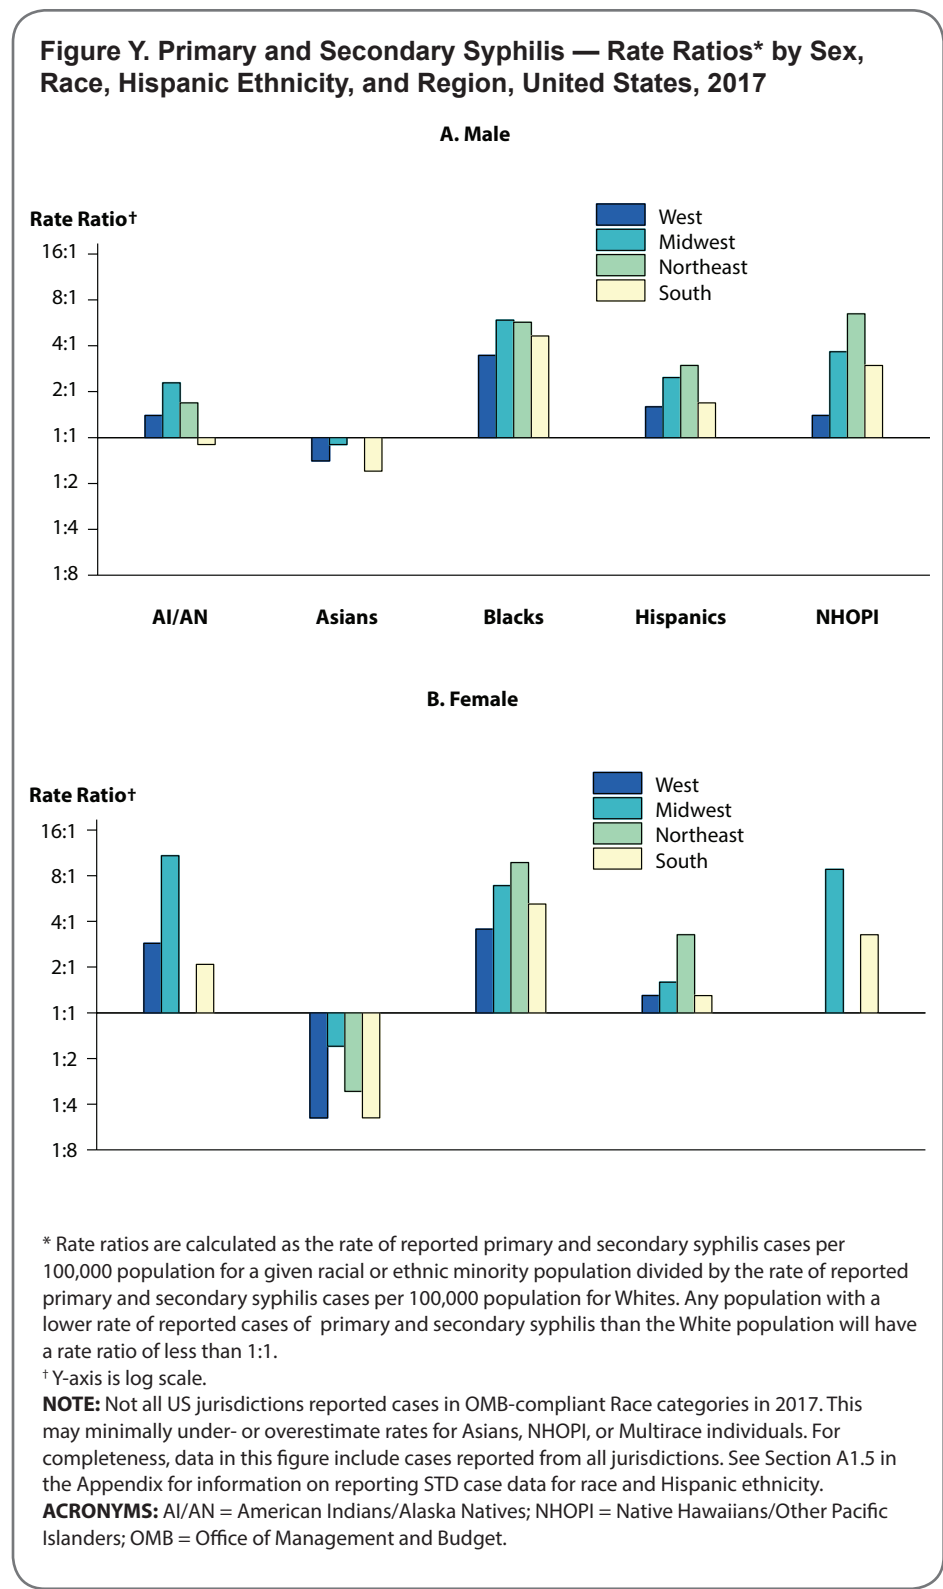 Figure Y. Primary and Secondary Syphilis — Rate Ratios* by Sex,
Race, Hispanic Ethnicity, and Region, United States, 2017
A. Male
Rate Ratio†
West
Midwest
Northeast
South
16:1
8:1
4:1
2:1
1:1
1:2
1:4
1:8
AI/AN
Asians
Blacks
Hispanics
NHOPI
B. Female
Rate Ratio†
West
Midwest
Northeast
South
16:1
8:1
4:1
2:1
1:1
1:2
1:4
1:8
* Rate ratios are calculated as the rate of reported primary and secondary syphilis cases per
100,000 population for a given racial or ethnic minority population divided by the rate of reported
primary and secondary syphilis cases per 100,000 population for Whites. Any population with a
lower rate of reported cases of primary and secondary syphilis than the White population will have
a rate ratio of less than 1:1.
† Y-axis is log scale.
NOTE: Not all US jurisdictions reported cases in OMB-compliant Race categories in 2017. This
may minimally under- or overestimate rates for Asians, NHOPI, or Multirace individuals. For
completeness, data in this figure include cases reported from all jurisdictions. See Section A1.5 in
the Appendix for information on reporting STD case data for race and Hispanic ethnicity.
ACRONYMS: AI/AN = American Indians/Alaska Natives; NHOPI = Native Hawaiians/Other Pacific
Islanders; OMB = Office of Management and Budget.